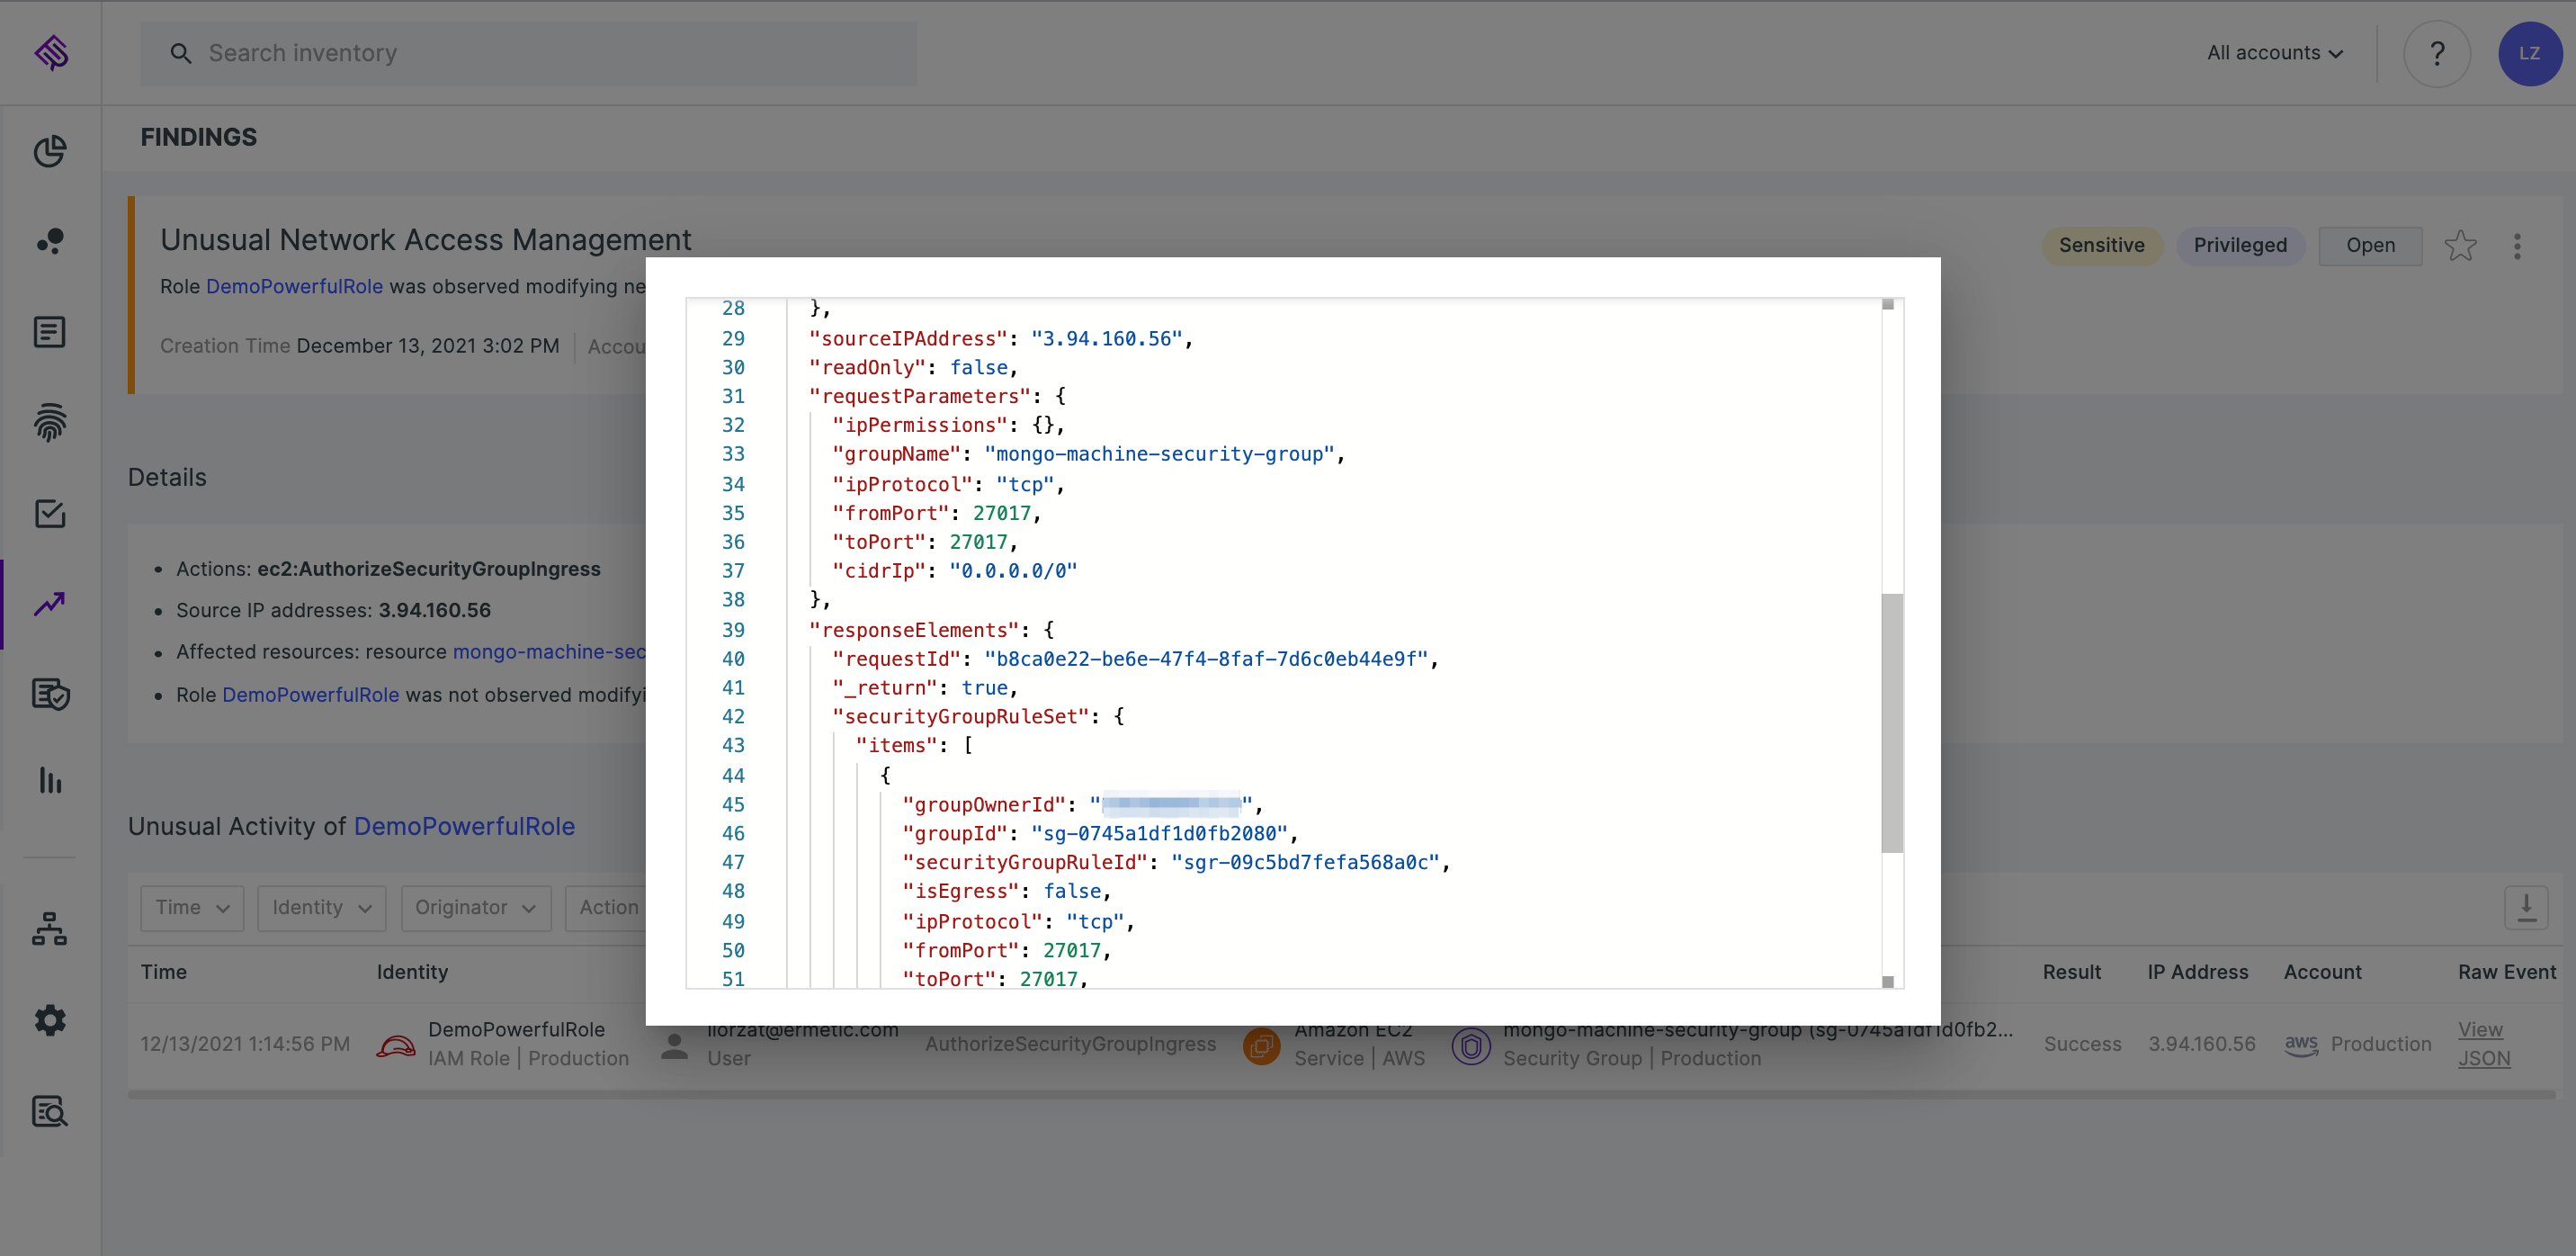 Search inventory
All accounts
?
LZ
FINDINGS
Unusual Network Access Management
Sensitive
Privileged
Open
Role DemoPowerfulRole was observed modifying
Creation Time December 13, 2021 3:02 PM
Details
• Actions: ec2:AuthorizeSecurityGroupIngress
• Source IP addresses: 3.94.160.56
• Affected resources: resource mongo-machine-sec
• Role DemoPowerfulRole was not observed
28 },
29 "sourceIPAddress": "3.94.160.56",
30 "readOnly": false,
31 "requestParameters": {
32 "ipPermissions": {},
33 "groupName": "mongo-machine-security-group",
34 "ipProtocol": "tcp",
35 "fromPort": 27017,
36 "toPort": 27017,
37 "cidrIp": "0.0.0.0/0"
38 },
39 "responseElements": {
40 "requestId": "b8ca0e22-be6e-47f4-8faf-7d6c0eb44e9f",
41 "_return": true,
42 "securityGroupRuleSet": {
43 "items": [
44 {
45 "groupOwnerId": "",
46 "groupId": "sg-0745a1df1d0fb2080",
47 "securityGroupRuleId": "sgr-09c5bd7fefa568a0c",
48 "isEgress": false,
49 "ipProtocol": "tcp",
50 "fromPort": 27017,
51 "toPort": 27017,
Unusual Activity of DemoPowerfulRole
Time
Identity
Originator
Action
Time Identity Result IP Address Account Raw Event
12/13/2021 1:14:56 PM
DemoPowerfulRole
IAM Role | Production
liorzat@ermetic.com
User
AuthorizeSecurityGroupIngress
Amazon EC2
Service | AWS
mongo-machine-security-group (sg-0745a1df1d0fb2...
Security Group | Production
Success
3.94.160.56
aws
Production
View
JSON